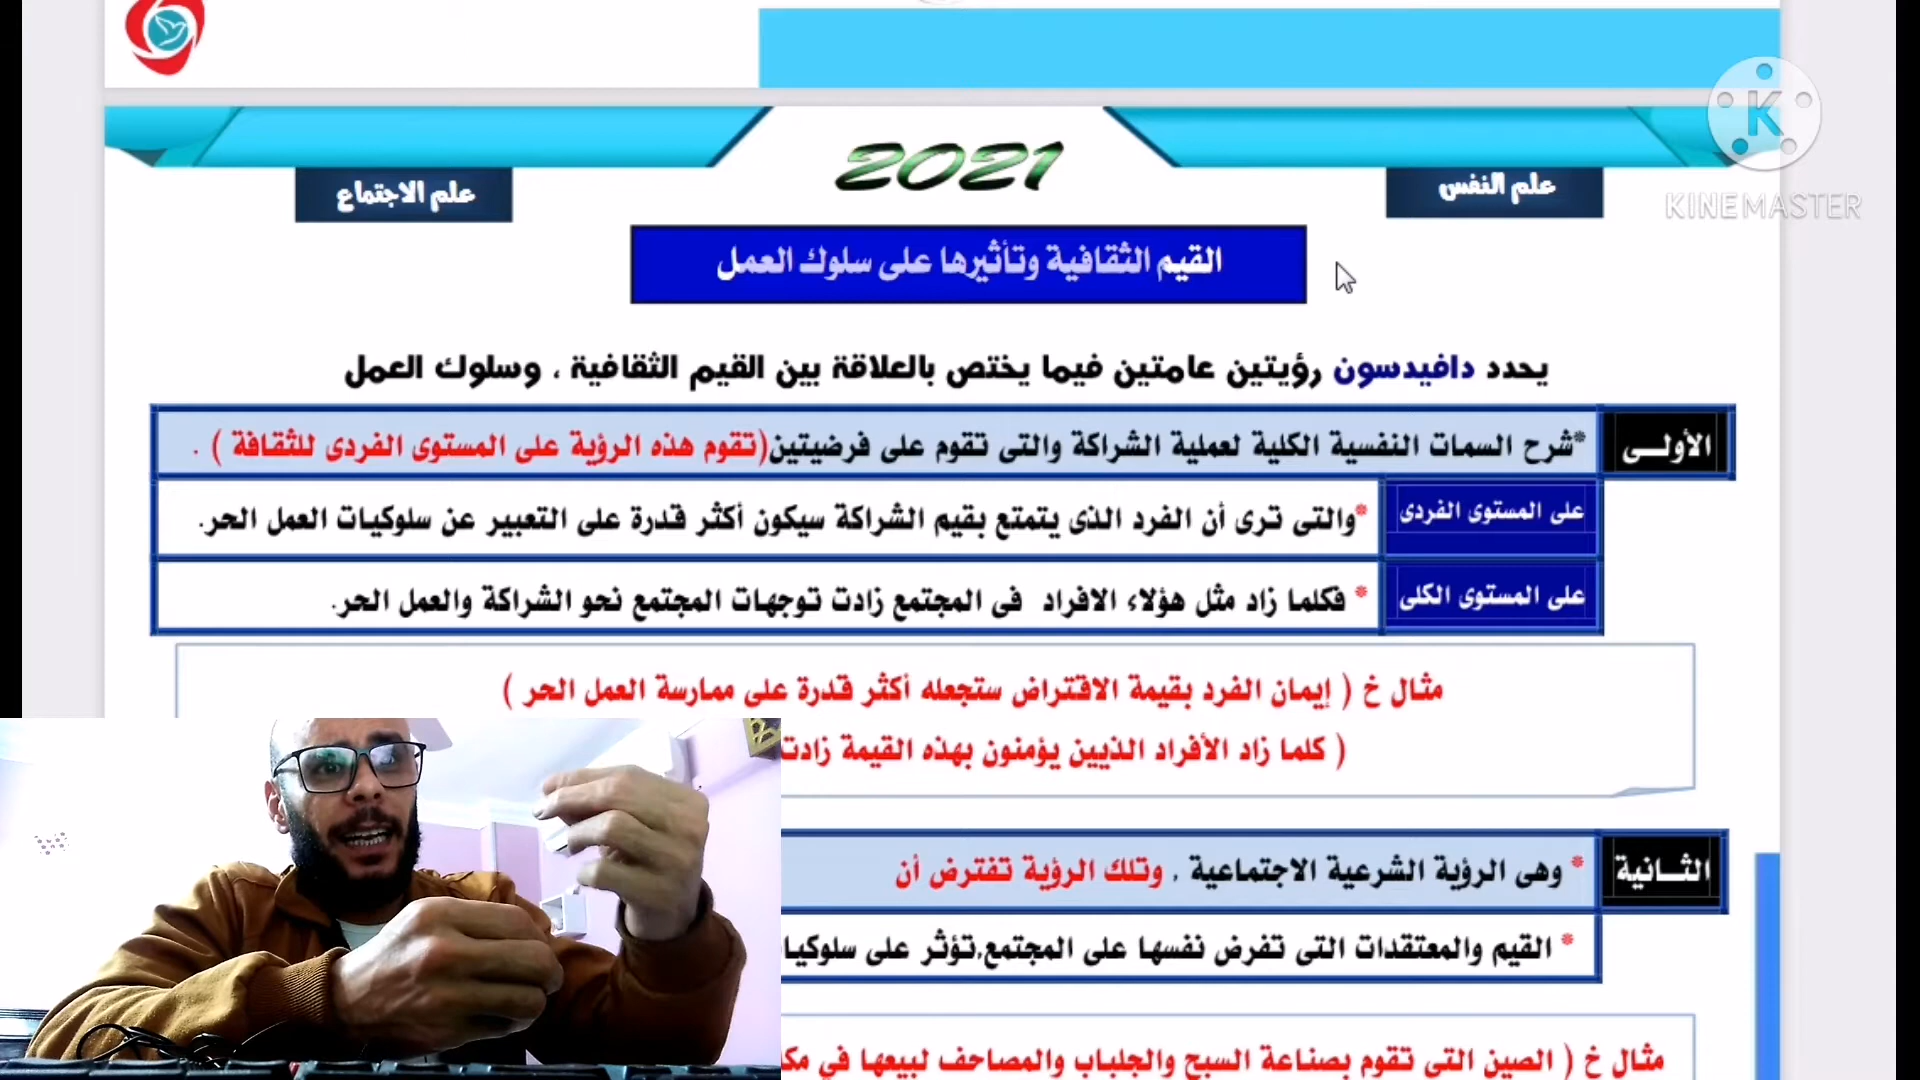 KINEMASTER
2021
علم النفس
علم الاجتماع
القيم الثقافية وتأثيرها على سلوك العمل
يحدد دافيدسون رؤيتين عامتين فيما يختص بالعلاقة بين القيم الثقافية ، وسلوك العمل
الأولـــى
*شرح السمات النفسية الكلية لعملية الشراكة والتى تقوم على فرضيتين(تقوم هذه الرؤية على المستوى الفردى للثقافة ) .
على المستوى الفردى
*والتى ترى أن الفرد الذى يتمتع بقيم الشراكة سيكون أكثر قدرة على التعبير عن سلوكيات العمل الحر.
على المستوى الكلى
* فكلما زاد مثل هؤلاء الافراد فى المجتمع زادت توجهات المجتمع نحو الشراكة والعمل الحر.
مثال خ ( إيمان الفرد بقيمة الاقتراض ستجعله أكثر قدرة على ممارسة العمل الحر )
( كلما زاد الأفراد الذيين يؤمنون بهذه القيمة زادت
الثـــانية
* وهى الرؤية الشرعية الاجتماعية ، وتلك الرؤية تفترض أن
* القيم والمعتقدات التى تفرض نفسها على المجتمع،تؤثر على
مثال خ ( الصين التى تقوم بصناعة السبح والجلباب والمصاحف لبيعها في